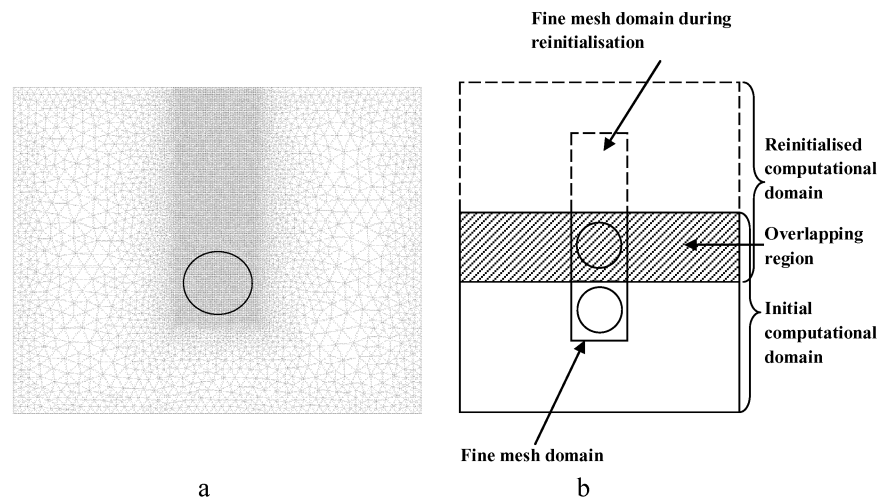 Fine mesh domain during
reinitialisation
Reinitialised
computational
domain
Overlapping
region
Initial
computational
domain
Fine mesh domain
a
b